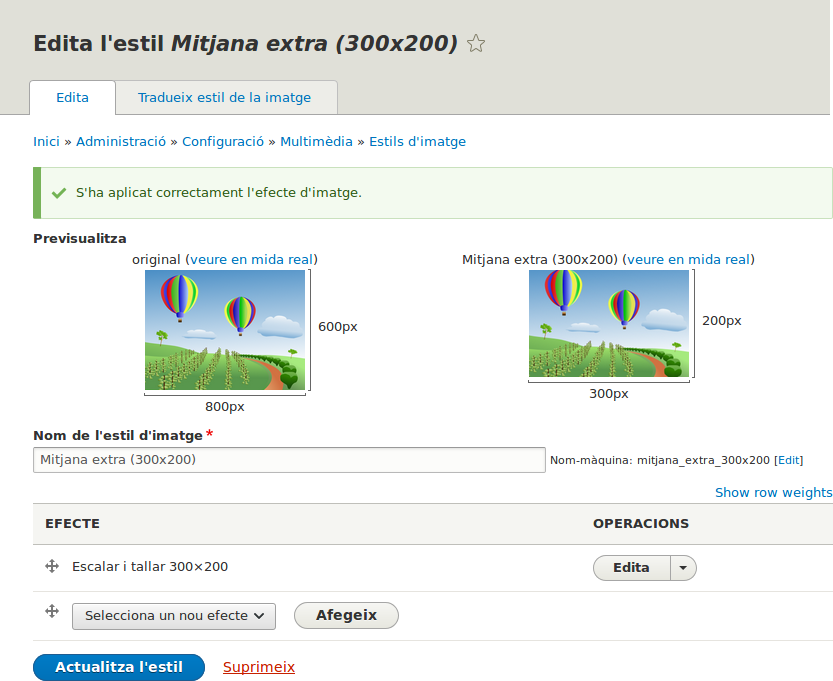 Edita l'estil Mitjana extra (300x200)
Edita
Tradueix estil de la imatge
Inici » Administració » Configuració » Multimèdia » Estils d'imatge
S'ha aplicat correctament l'efecte d'imatge.
Previsualitza
original (veure en mida real)
600px
800px
Mitjana extra (300x200) (veure en mida real)
200px
300px
Nom de l'estil d'imatge*
Mitjana extra (300x200)
Nom-màquina: mitjana_extra_300x200 [Edit]
Show row weights
EFECTE
OPERACIONS
Escalar i tallar 300×200
Edita
Selecciona un nou efecte
Afegeix
Actualitza l'estil
Suprimeix